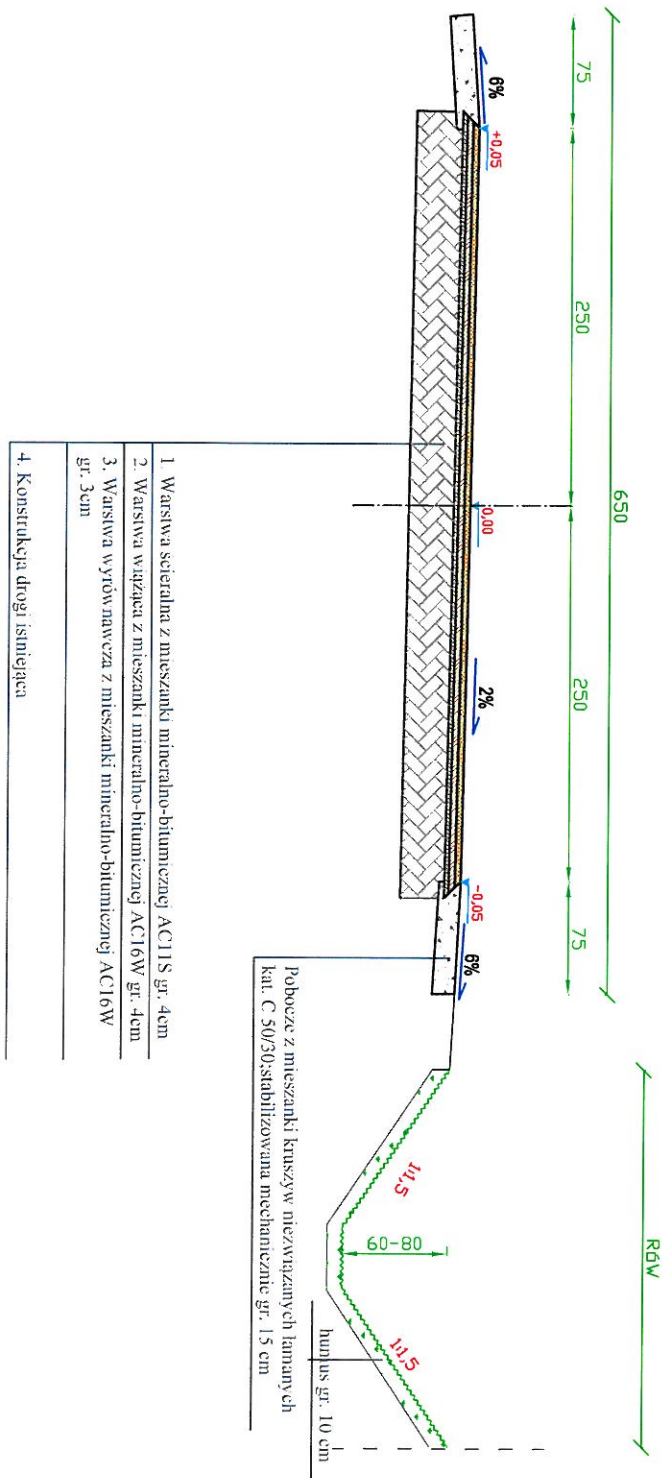 650
RÓW
75
250
250
75
6%
+0,05
0,00
2%
-0,05
6%
1:1,5
60-80
1:1,5
humus gr. 10 cm
Pobocze z mieszanki kruszyw niezwiązanych łamanych
kat. C 50/30;stabilizowana mechanicznie gr. 15 cm
1. Warstwa scieralna z mieszanki mineralno-bitumicznej AC11S gr. 4cm
2. Warstwa wiążąca z mieszanki mineralno-bitumicznej AC16W gr. 4cm
3. Warstwa wyrównawcza z mieszanki mineralno-bitumicznej AC16W
gr. 3cm
4. Konstrukcja drogi istniejąca